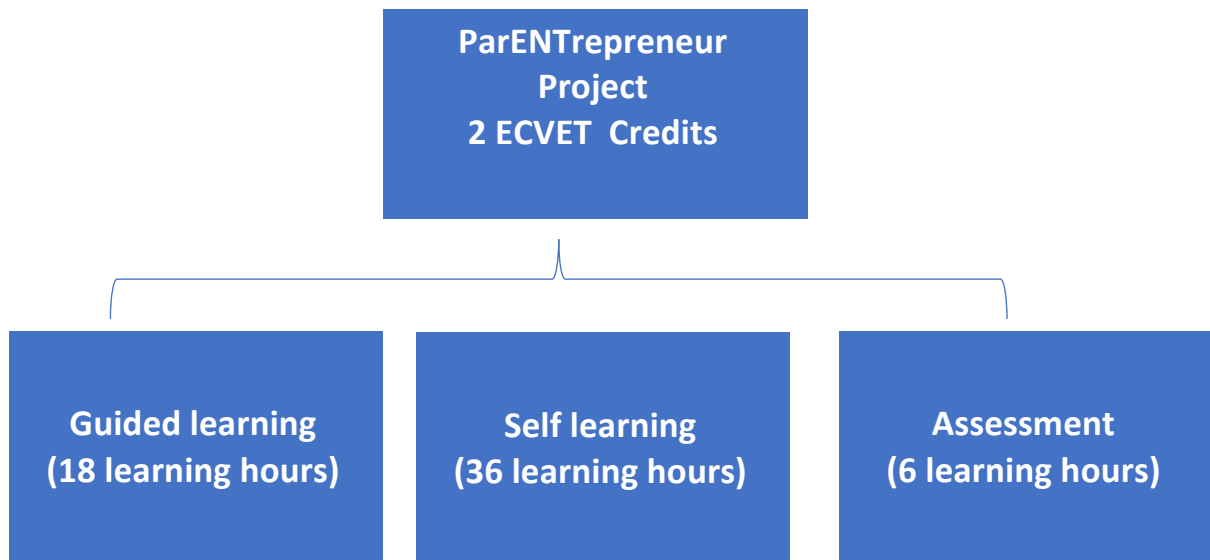 ParENTrepreneur
Project
2 ECVET  Credits
Guided learning
(18 learning hours)
Self learning
(36 learning hours)
Assessment
(6 learning hours)